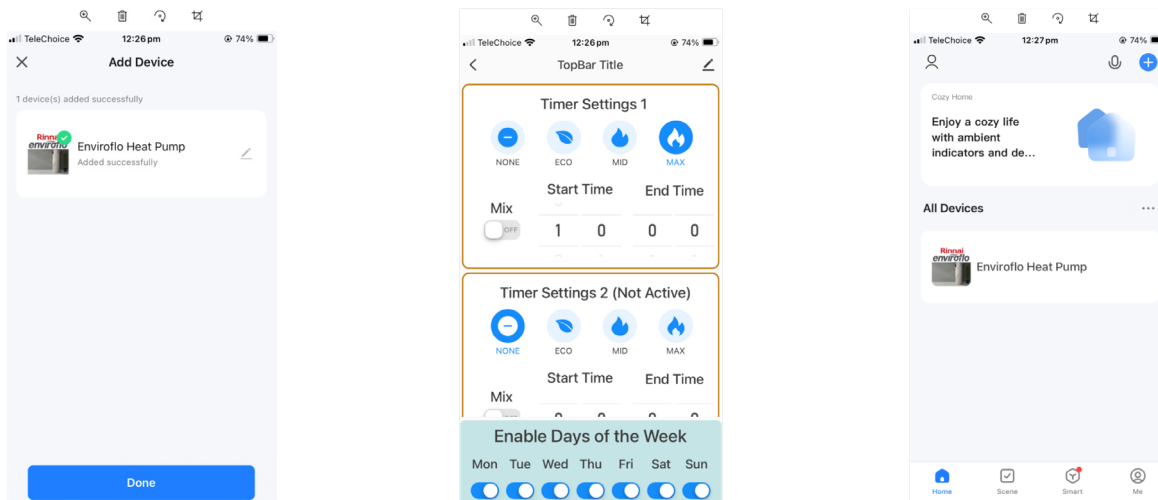 TeleChoice 12:26 pm 74%
Add Device
1 device(s) added successfully
Rinnai
enviroflo
Enviroflo Heat Pump
Added successfully
Done
TeleChoice 12:26 pm 74%
TopBar Title
Timer Settings 1
NONE ECO MID MAX
Start Time End Time
Mix
OFF 1 0 0 0
Timer Settings 2 (Not Active)
NONE ECO MID MAX
Start Time End Time
Mix
Enable Days of the Week
Mon Tue Wed Thu Fri Sat Sun
TeleChoice 12:27 pm 74%
Cozy Home
Enjoy a cozy life
with ambient
indicators and de...
All Devices
Rinnai
enviroflo
Enviroflo Heat Pump
Home Scene Smart Me